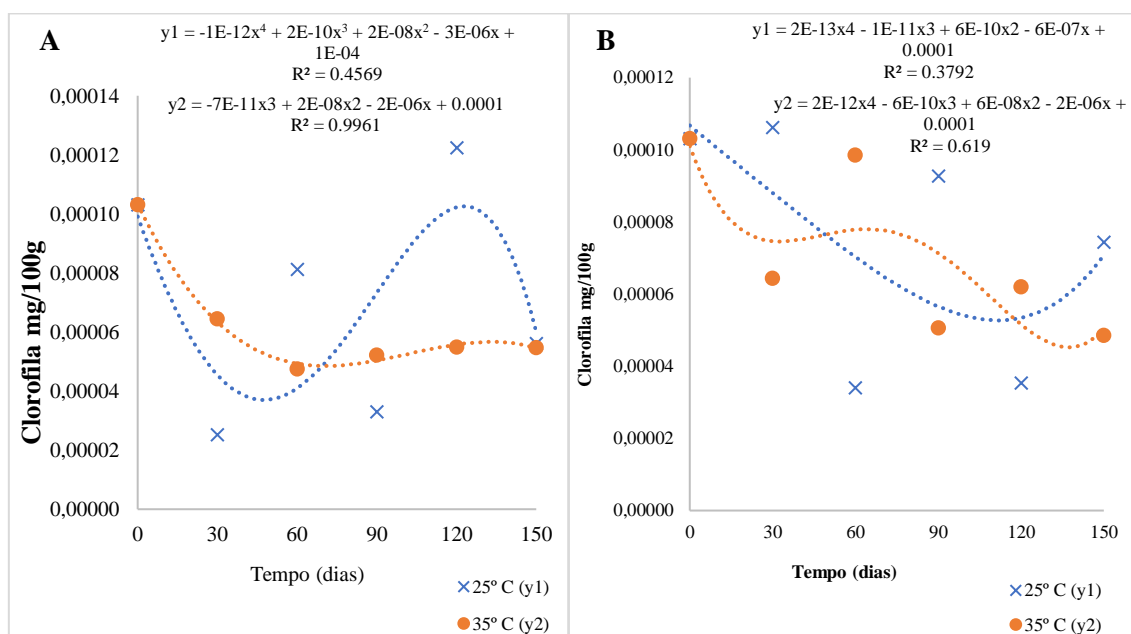 A
y1 = -1E-12x⁴ + 2E-10x³ + 2E-08x² - 3E-06x +
1E-04
R² = 0.4569
y2 = -7E-11x3 + 2E-08x2 - 2E-06x + 0.0001
R² = 0.9961
0,00014
0,00012
0,00010
0,00008
0,00006
0,00004
0,00002
0,00000
Clorofila mg/100g
0 30 60 90 120 150
Tempo (dias)
25º C (y1)
35º C (y2)
B
y1 = 2E-13x4 - 1E-11x3 + 6E-10x2 - 6E-07x +
0.0001
R² = 0.3792
y2 = 2E-12x4 - 6E-10x3 + 6E-08x2 - 2E-06x +
0.0001
R² = 0.619
0,00012
0,00010
0,00008
0,00006
0,00004
0,00002
0,00000
Clorofila mg/100g
0 30 60 90 120 150
Tempo (dias)
25º C (y1)
35º C (y2)